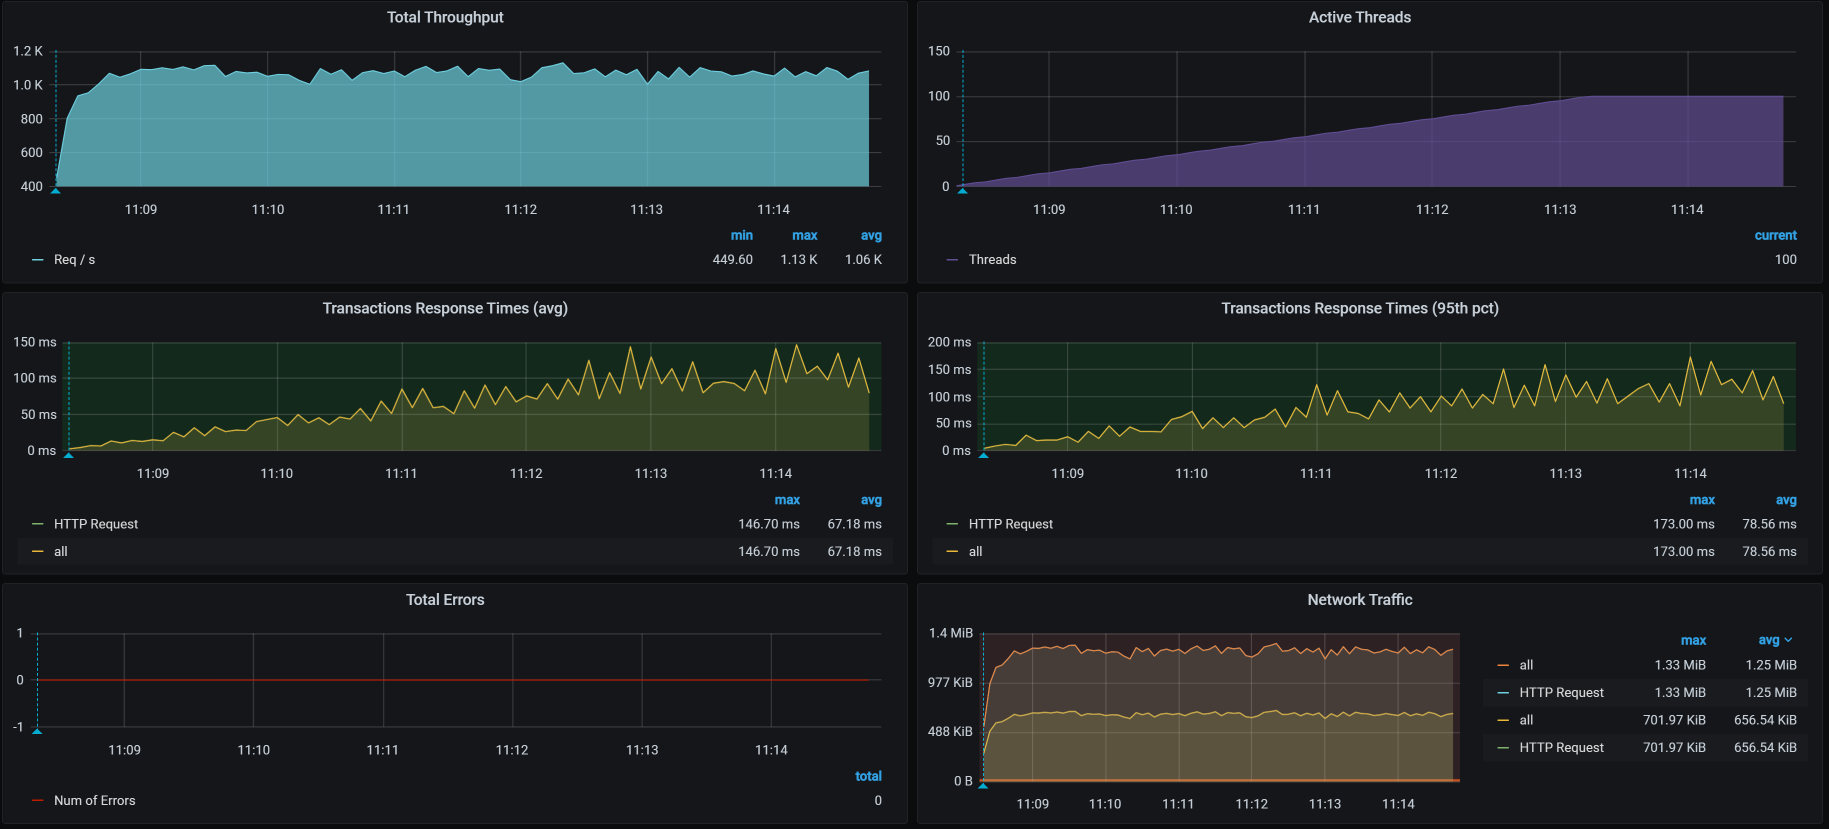 Total Throughput
1.2 K
1.0 K
800
600
400
11:09 11:10 11:11 11:12 11:13 11:14
min max avg
Req / s 449.60 1.13 K 1.06 K
Active Threads
150
100
50
0
11:09 11:10 11:11 11:12 11:13 11:14
current
Threads 100
Transactions Response Times (avg)
150 ms
100 ms
50 ms
0 ms
11:09 11:10 11:11 11:12 11:13 11:14
max avg
HTTP Request 146.70 ms 67.18 ms
all 146.70 ms 67.18 ms
Transactions Response Times (95th pct)
200 ms
150 ms
100 ms
50 ms
0 ms
11:09 11:10 11:11 11:12 11:13 11:14
max avg
HTTP Request 173.00 ms 78.56 ms
all 173.00 ms 78.56 ms
Total Errors
1
0
-1
11:09 11:10 11:11 11:12 11:13 11:14
total
Num of Errors 0
Network Traffic
1.4 MiB
977 KiB
488 KiB
0 B
11:09 11:10 11:11 11:12 11:13 11:14
max avg
all 1.33 MiB 1.25 MiB
HTTP Request 1.33 MiB 1.25 MiB
all 701.97 KiB 656.54 KiB
HTTP Request 701.97 KiB 656.54 KiB